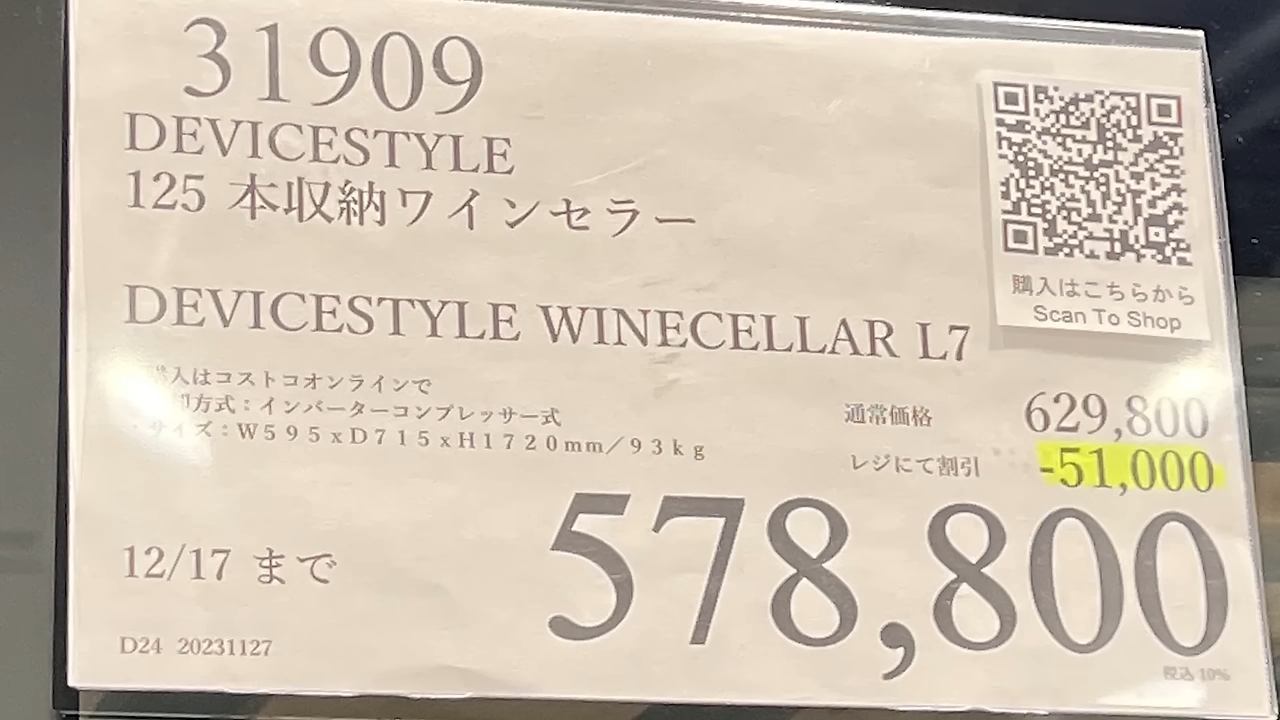 31909
DEVICESTYLE
125 本収納ワインセラー
購入はこちらから
Scan To Shop
DEVICESTYLE WINECELLAR L7
購入はコストコオンラインで
方式：インバーターコンプレッサー式
・サイズ：W595xD715xH1720mm／93kg
通常価格 629,800
レジにて割引 -51,000
578,800
12/17 まで
D24 20231127
税込 10%